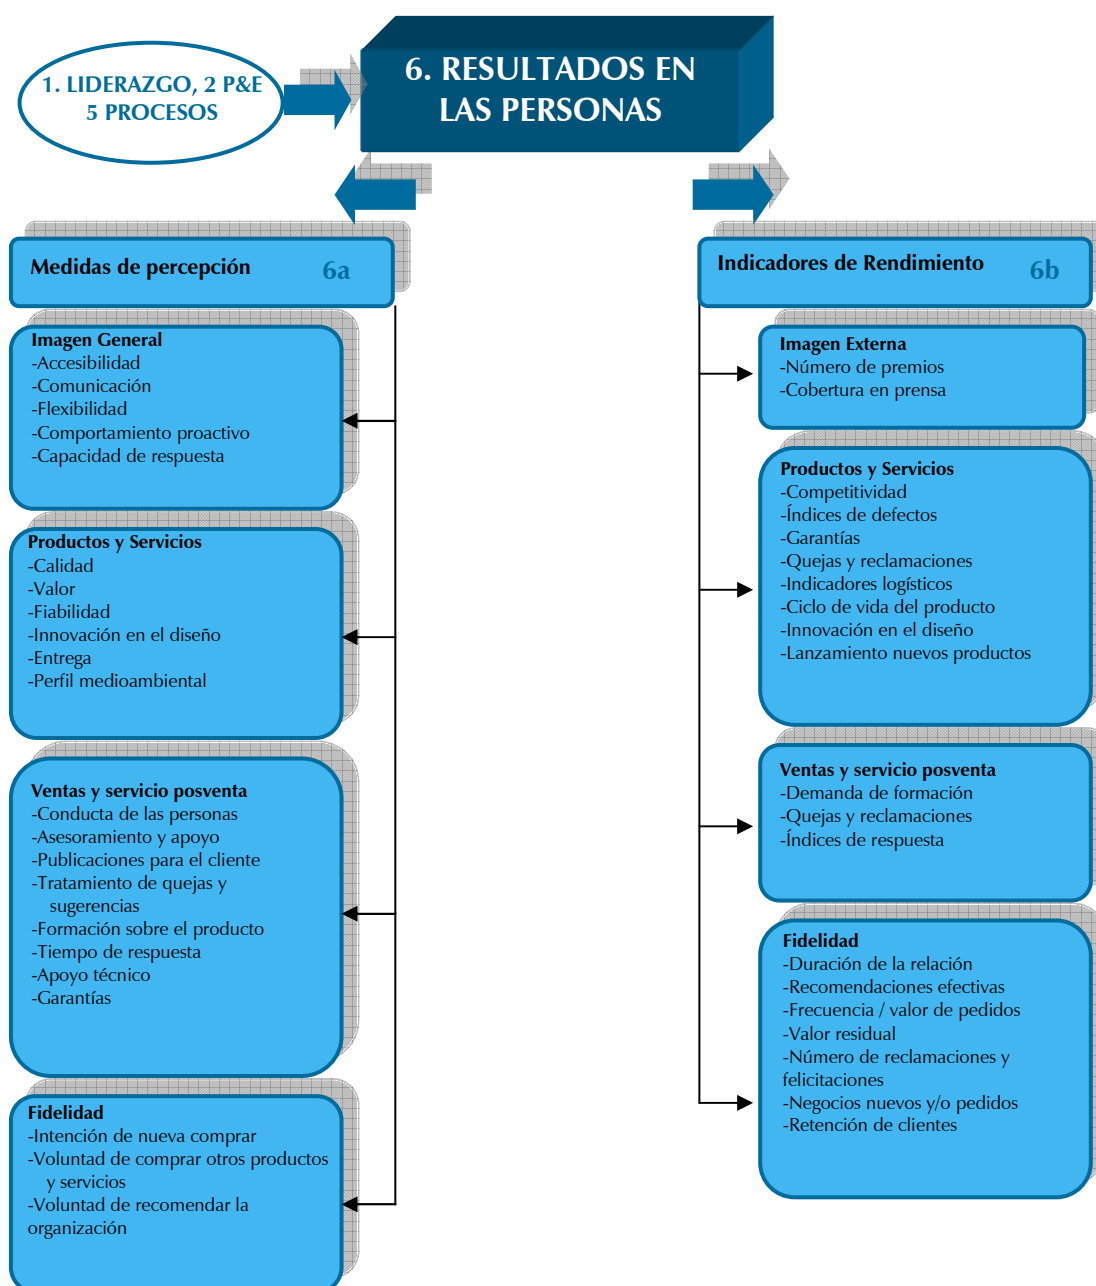 1. LIDERAZGO, 2 P&E
5 PROCESOS
6. RESULTADOS EN
LAS PERSONAS
Medidas de percepción 6a
Imagen General
-Accesibilidad
-Comunicación
-Flexibilidad
-Comportamiento proactivo
-Capacidad de respuesta
Productos y Servicios
-Calidad
-Valor
-Fiabilidad
-Innovación en el diseño
-Entrega
-Perfil medioambiental
Ventas y servicio posventa
-Conducta de las personas
-Asesoramiento y apoyo
-Publicaciones para el cliente
-Tratamiento de quejas y
sugerencias
-Formación sobre el producto
-Tiempo de respuesta
-Apoyo técnico
-Garantías
Fidelidad
-Intención de nueva comprar
-Voluntad de comprar otros productos
y servicios
-Voluntad de recomendar la
organización
Indicadores de Rendimiento 6b
Imagen Externa
-Número de premios
-Cobertura en prensa
Productos y Servicios
-Competitividad
-Índices de defectos
-Garantías
-Quejas y reclamaciones
-Indicadores logísticos
-Ciclo de vida del producto
-Innovación en el diseño
-Lanzamiento nuevos productos
Ventas y servicio posventa
-Demanda de formación
-Quejas y reclamaciones
-Índices de respuesta
Fidelidad
-Duración de la relación
-Recomendaciones efectivas
-Frecuencia / valor de pedidos
-Valor residual
-Número de reclamaciones y
felicitaciones
-Negocios nuevos y/o pedidos
-Retención de clientes